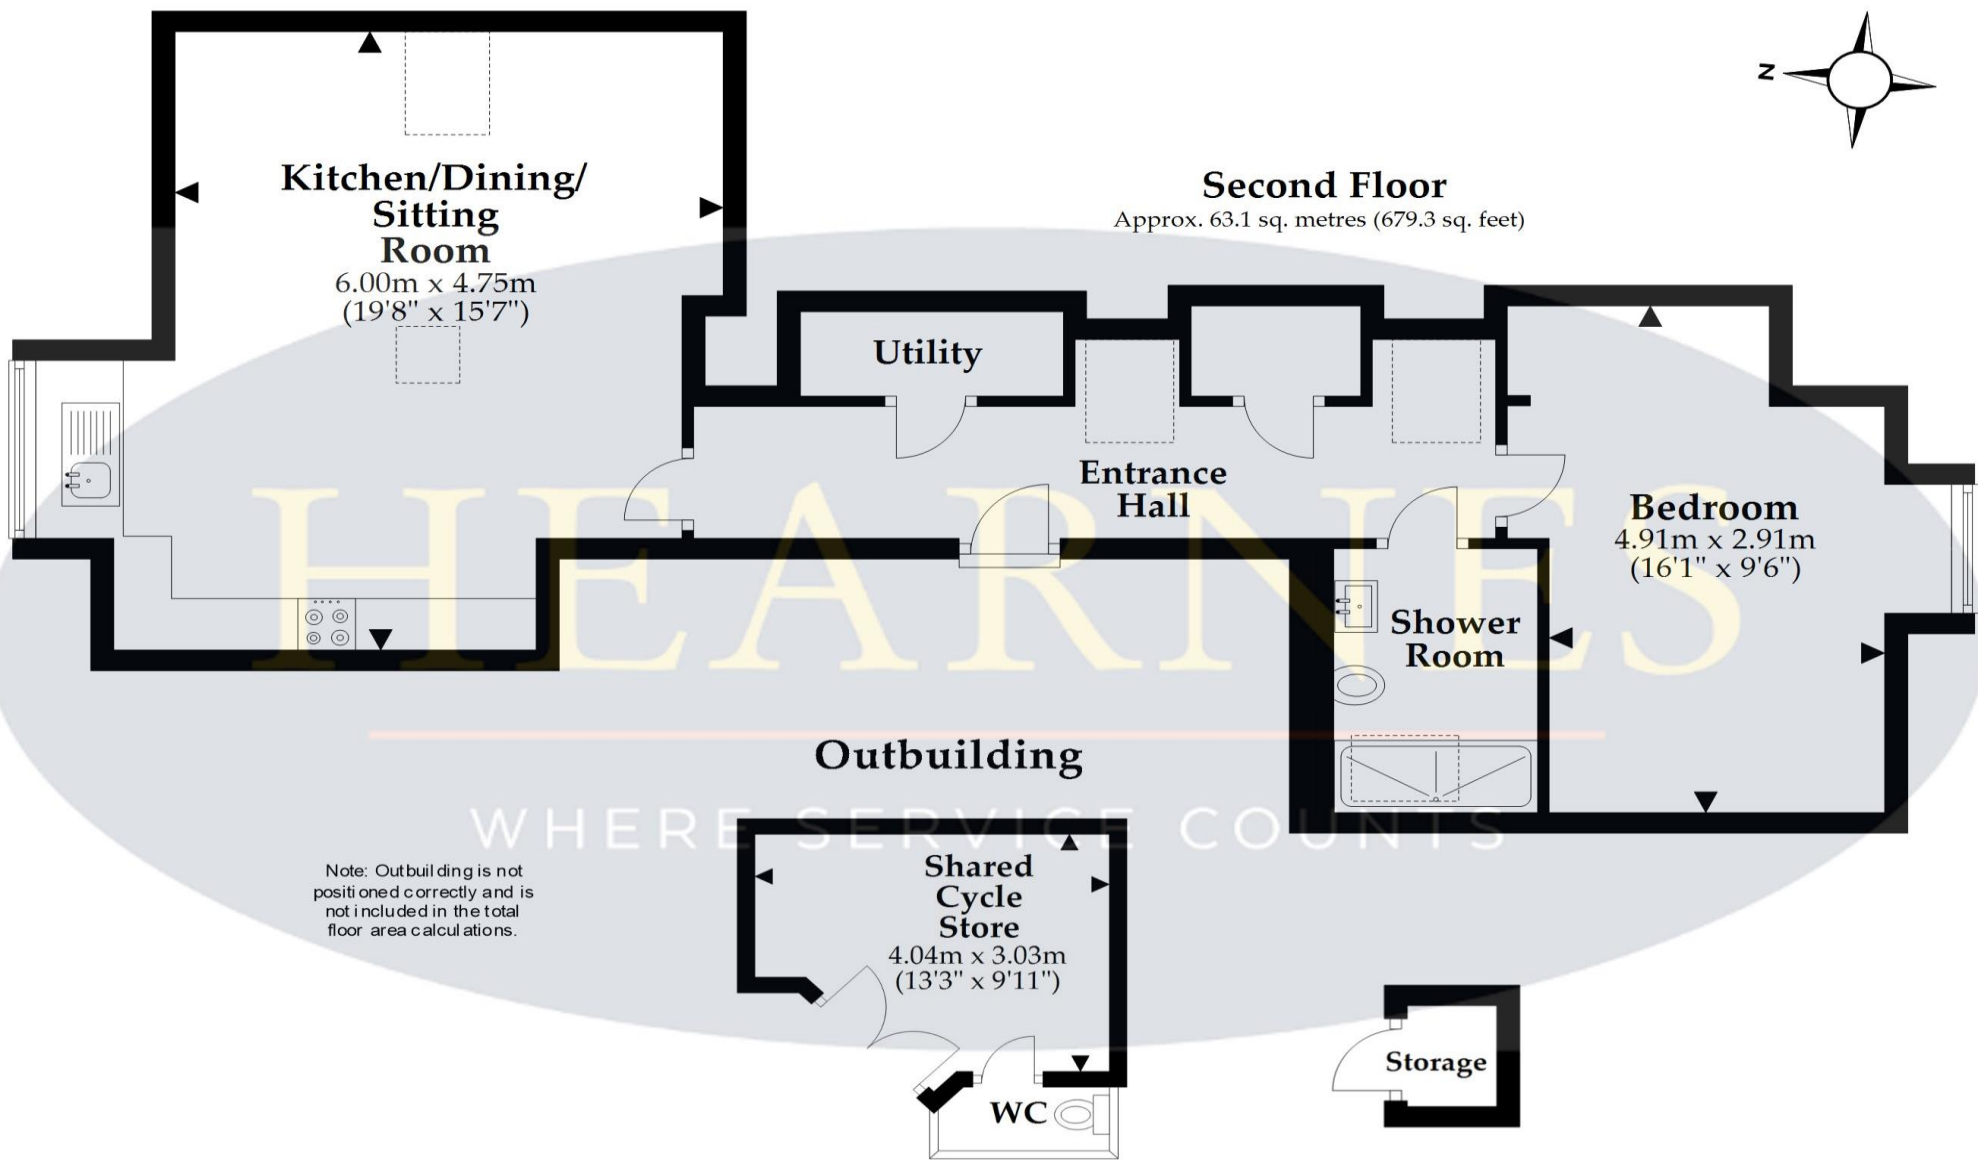 N
Kitchen/Dining/
Sitting
Room
6.00m x 4.75m
(19'8" x 15'7")
Second Floor
Approx. 63.1 sq. metres (679.3 sq. feet)
Utility
Entrance
Hall
Bedroom
4.91m x 2.91m
(16'1" x 9'6")
Shower
Room
HEARNES
WHERE SERVICE COUNTS
Outbuilding
Note: Outbuilding is not
positioned correctly and is
not included in the total
floor area calculations.
Shared
Cycle
Store
4.04m x 3.03m
(13'3" x 9'11")
WC
Storage